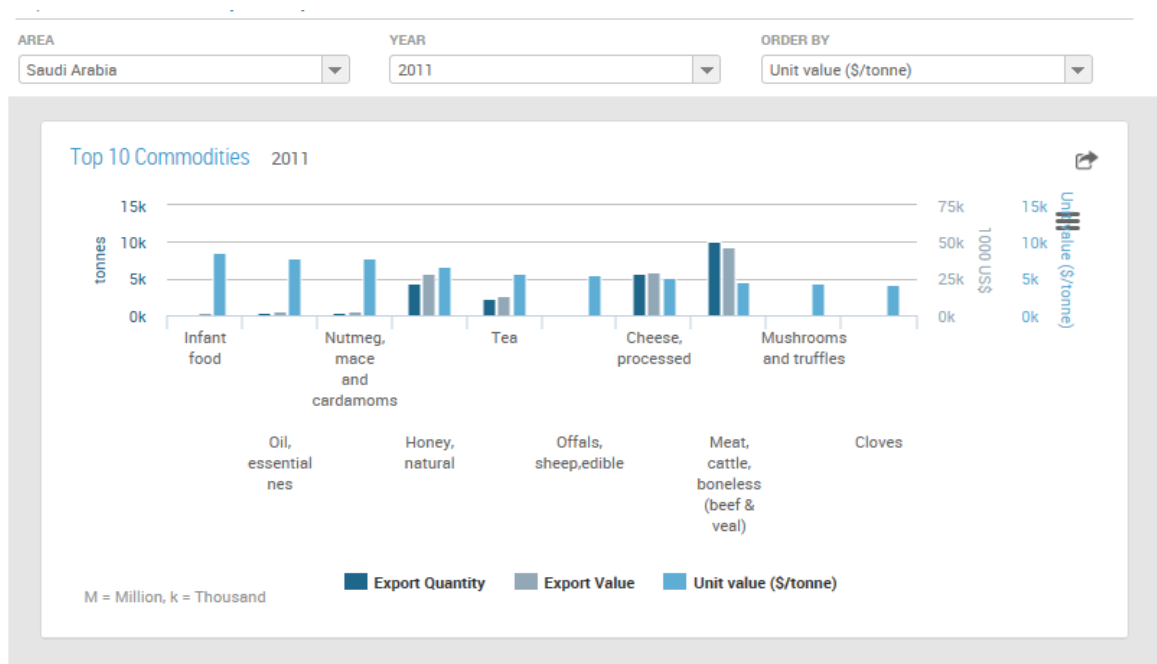 AREA YEAR ORDER BY
Saudi Arabia 2011 Unit value ($/tonne)
Top 10 Commodities 2011
15k 75k 15k
10k 50k 10k
5k 25k 5k
0k 0k 0k
tonnes
1000 US$
Unit value ($/tonne)
Infant
food
Oil,
essential
nes
Nutmeg,
mace
and
cardamoms
Honey,
natural
Tea
Offals,
sheep,edible
Cheese,
processed
Meat,
cattle,
boneless
(beef &
veal)
Mushrooms
and truffles
Cloves
Export Quantity Export Value Unit value ($/tonne)
M = Million, k = Thousand